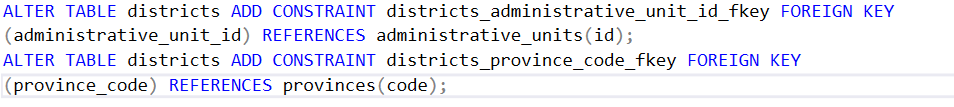 ALTER TABLE districts ADD CONSTRAINT districts_administrative_unit_id_fkey FOREIGN KEY
(administrative_unit_id) REFERENCES administrative_units(id);
ALTER TABLE districts ADD CONSTRAINT districts_province_code_fkey FOREIGN KEY
(province_code) REFERENCES provinces(code);